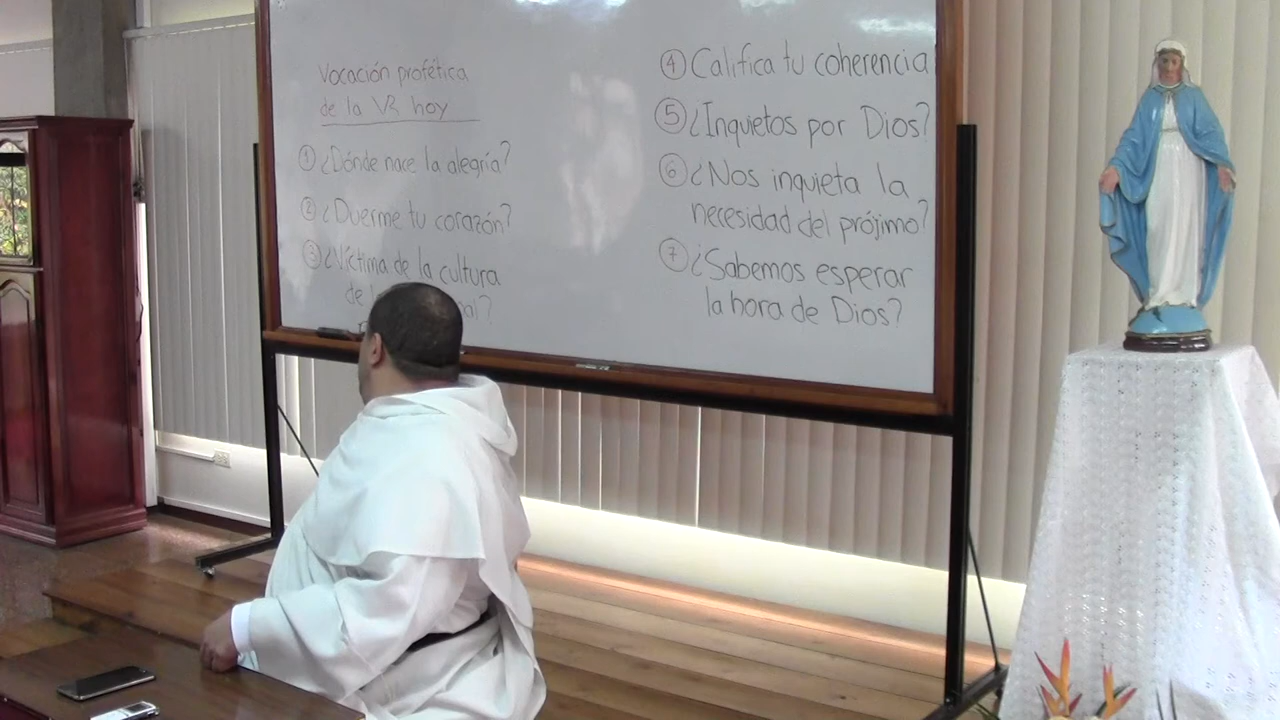 Vocación profética
de la VR hoy
① ¿Dónde nace la alegría?
② ¿Duerme tu corazón?
③ ¿Víctima de la cultura
de
④ Califica tu coherencia
⑤ ¿Inquietos por Dios?
⑥ ¿Nos inquieta la
necesidad del prójimo?
⑦ ¿Sabemos esperar
la hora de Dios?